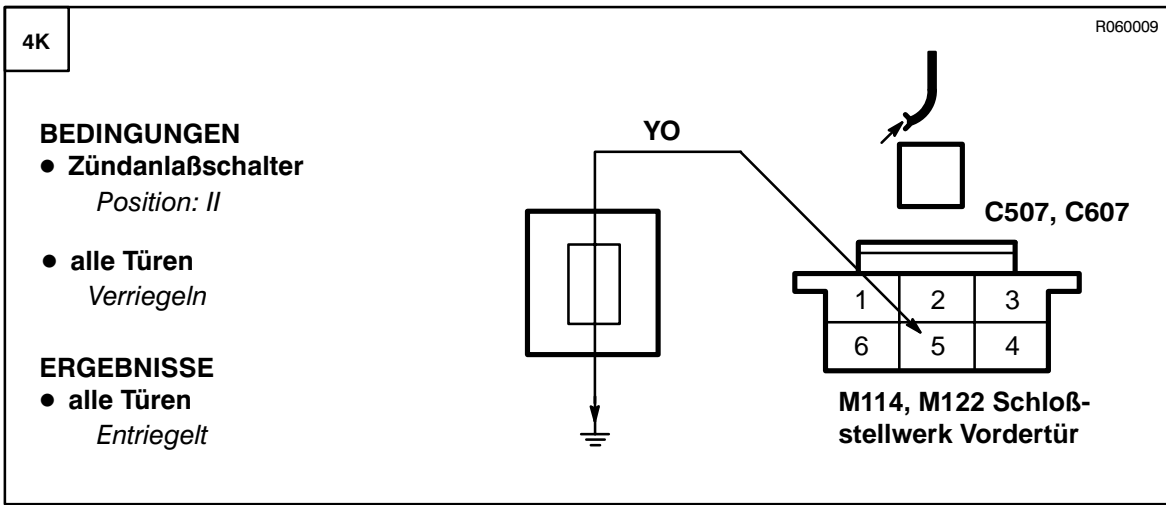 4K
R060009
BEDINGUNGEN
● Zündanlaßschalter
Position: II
● alle Türen
Verriegeln
ERGEBNISSE
● alle Türen
Entriegelt
YO
C507, C607
1 2 3
6 5 4
M114, M122 Schloß-
stellwerk Vordertür